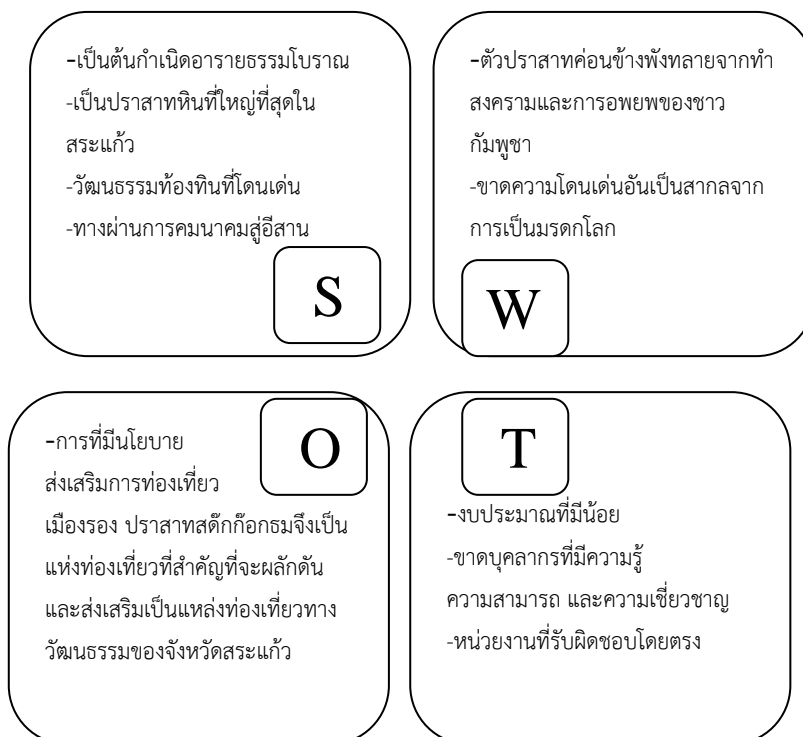 -เป็นต้นกำเนิดอารายธรรมโบราณ
-เป็นปราสาทหินที่ใหญ่ที่สุดใน
สระแก้ว
-วัฒนธรรมท้องทินที่โดนเด่น
-ทางผ่านการคมนาคมสู่อีสาน
S
-ตัวปราสาทค่อนข้างพังทลายจากทำ
สงครามและการอพยพของชาว
กัมพูชา
-ขาดความโดนเด่นอันเป็นสากลจาก
การเป็นมรดกโลก
W
-การที่มีนโยบาย
ส่งเสริมการท่องเที่ยว
เมืองรอง ปราสาทสด๊กก๊อกธมจึงเป็น
แห่งท่องเที่ยวที่สำคัญที่จะผลักดัน
และส่งเสริมเป็นแหล่งท่องเที่ยวทาง
วัฒนธรรมของจังหวัดสระแก้ว
O
T
-งบประมาณที่มีน้อย
-ขาดบุคลากรที่มีความรู้
ความสามารถ และความเชี่ยวชาญ
-หน่วยงานที่รับผิดชอบโดยตรง